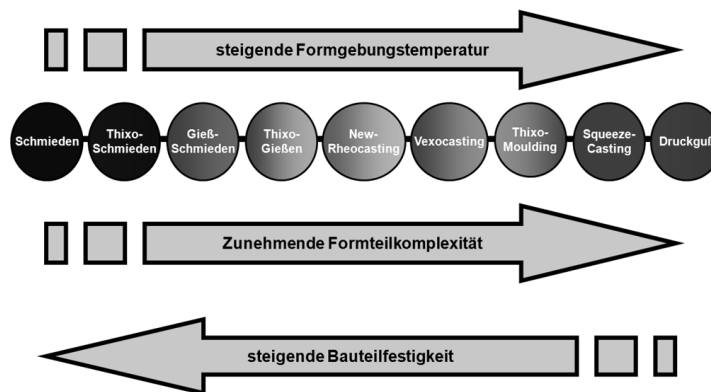 steigende Formgebungstemperatur
Schmieden
Thixo-
Schmieden
Gieß-
Schmieden
Thixo-
Gießen
New-
Rheocasting
Vexocasting
Thixo-
Moulding
Squeeze-
Casting
Druckguß
Zunehmende Formteilkomplexität
steigende Bauteilfestigkeit